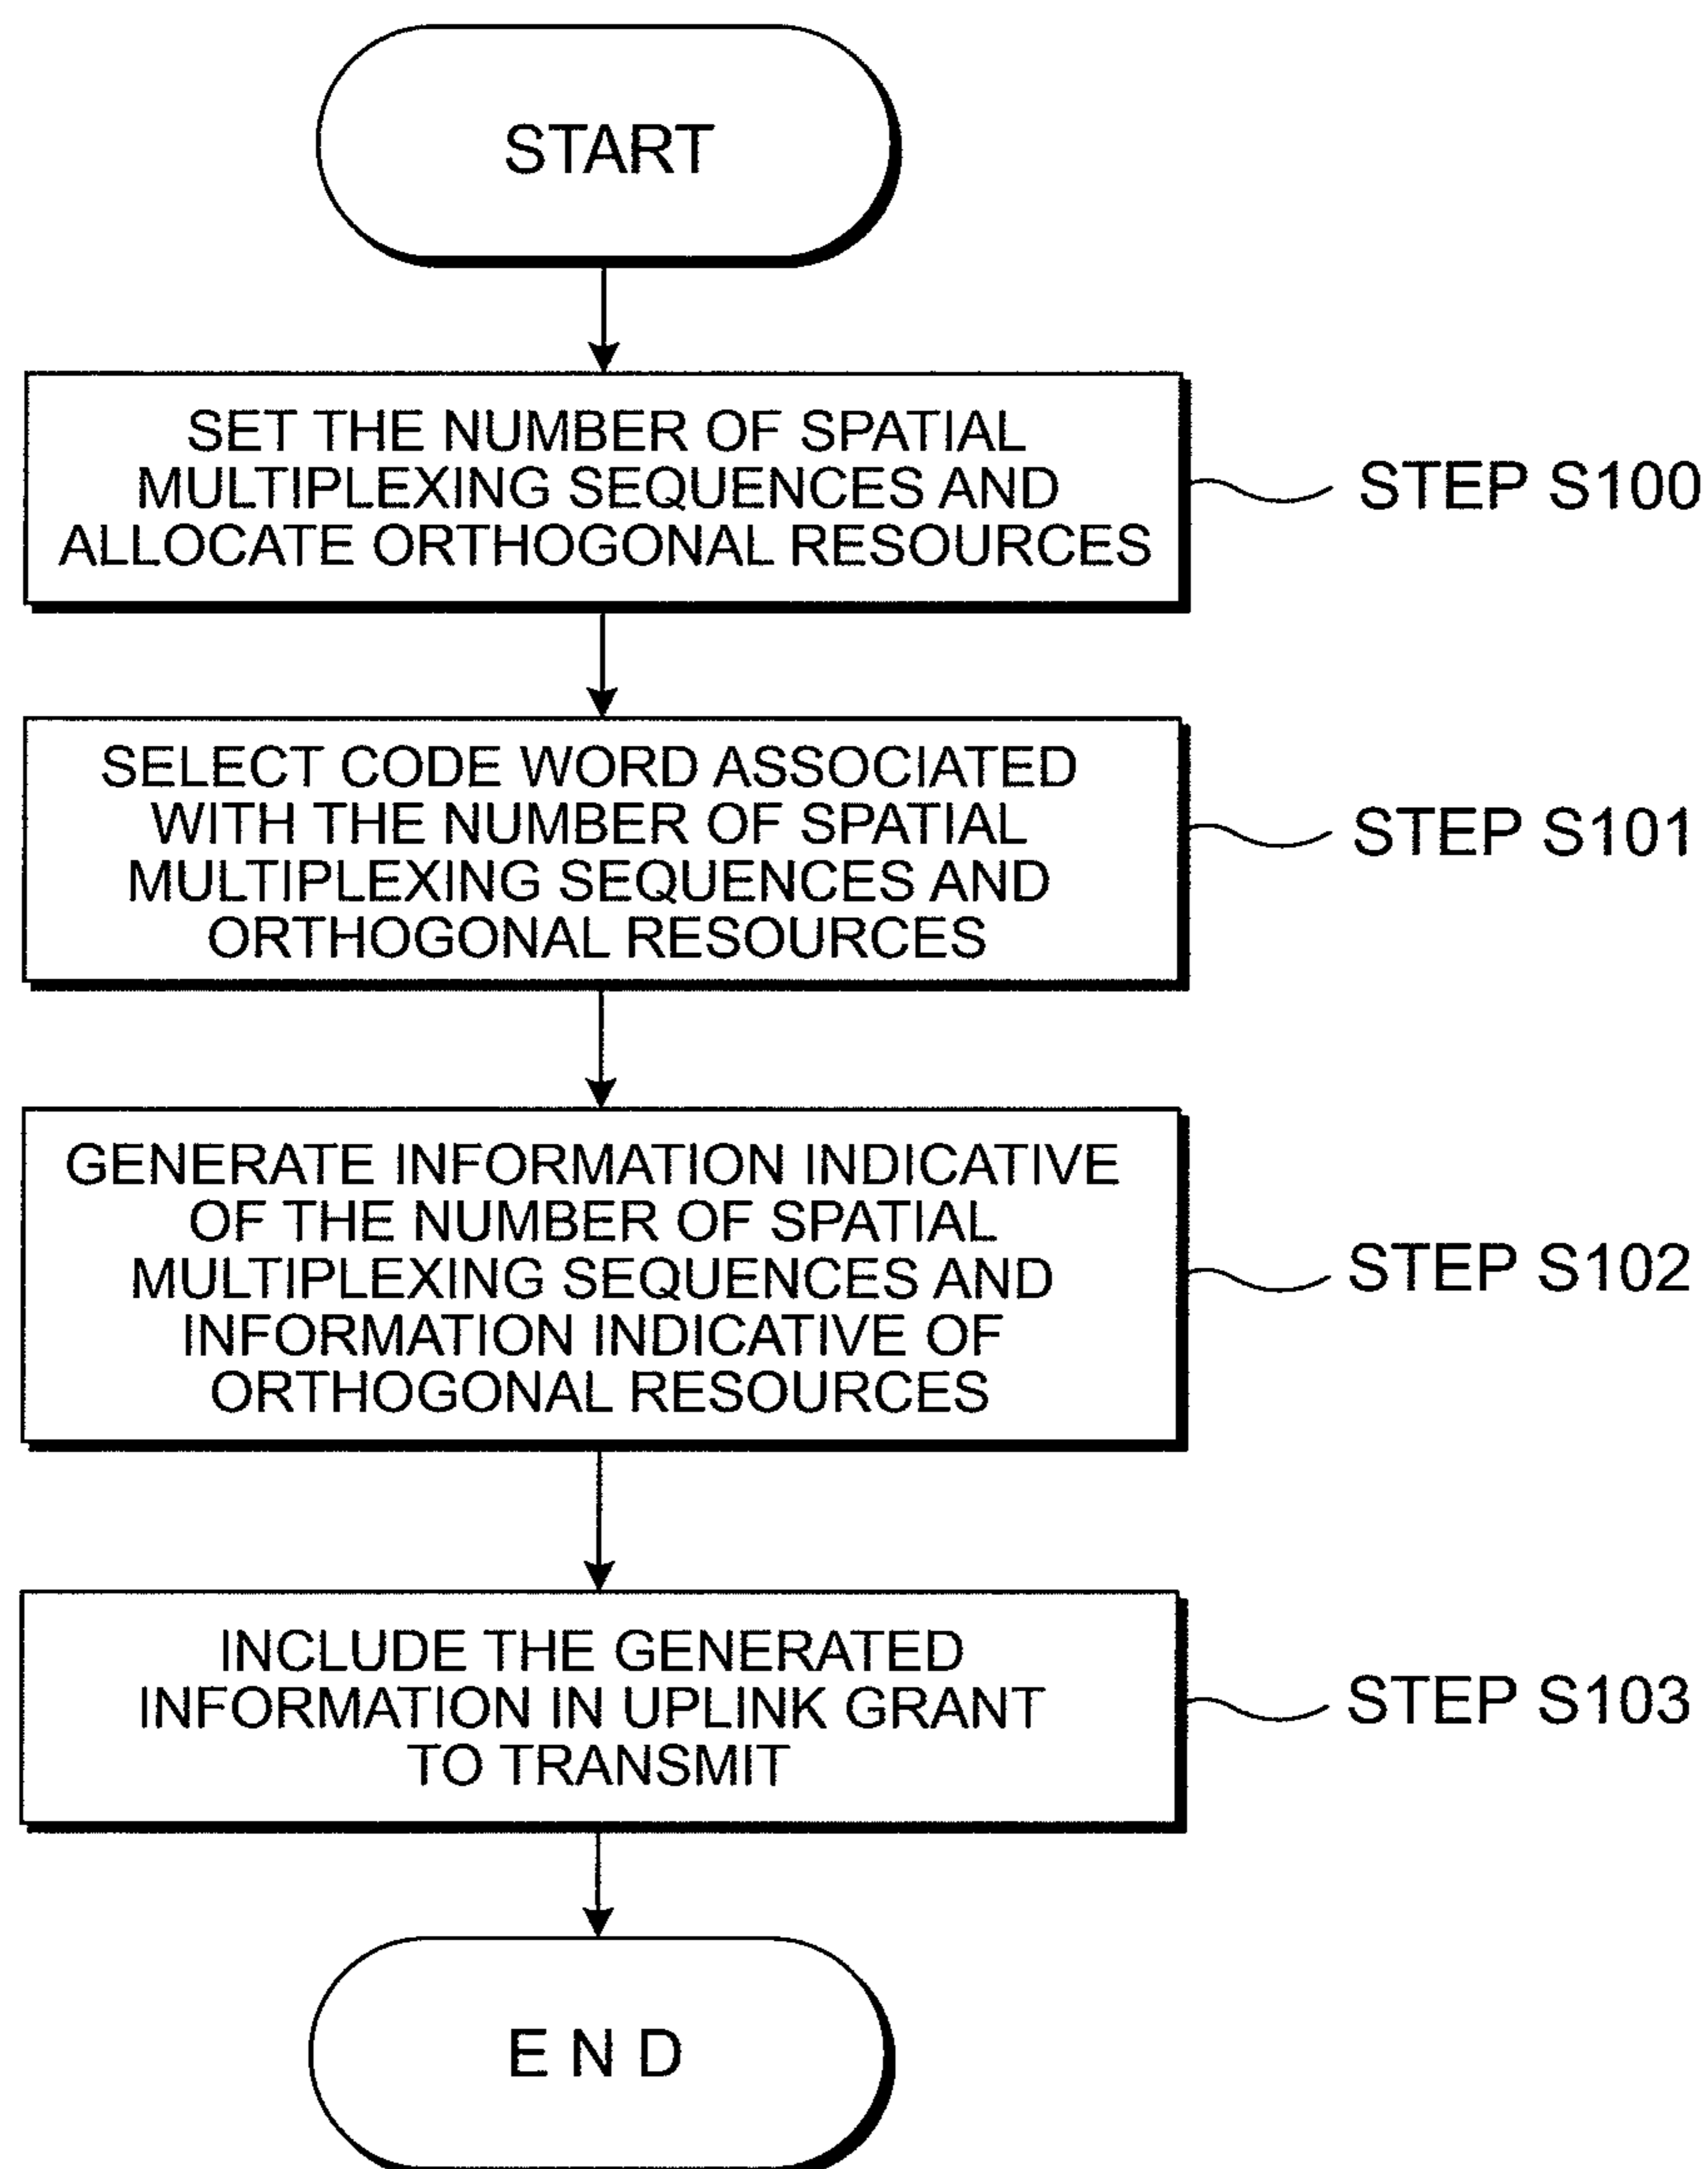 START
SET THE NUMBER OF SPATIAL
MULTIPLEXING SEQUENCES AND
ALLOCATE ORTHOGONAL RESOURCES
STEP S100
SELECT CODE WORD ASSOCIATED
WITH THE NUMBER OF SPATIAL
MULTIPLEXING SEQUENCES AND
ORTHOGONAL RESOURCES
STEP S101
GENERATE INFORMATION INDICATIVE
OF THE NUMBER OF SPATIAL
MULTIPLEXING SEQUENCES AND
INFORMATION INDICATIVE OF
ORTHOGONAL RESOURCES
STEP S102
INCLUDE THE GENERATED
INFORMATION IN UPLINK GRANT
TO TRANSMIT
STEP S103
END